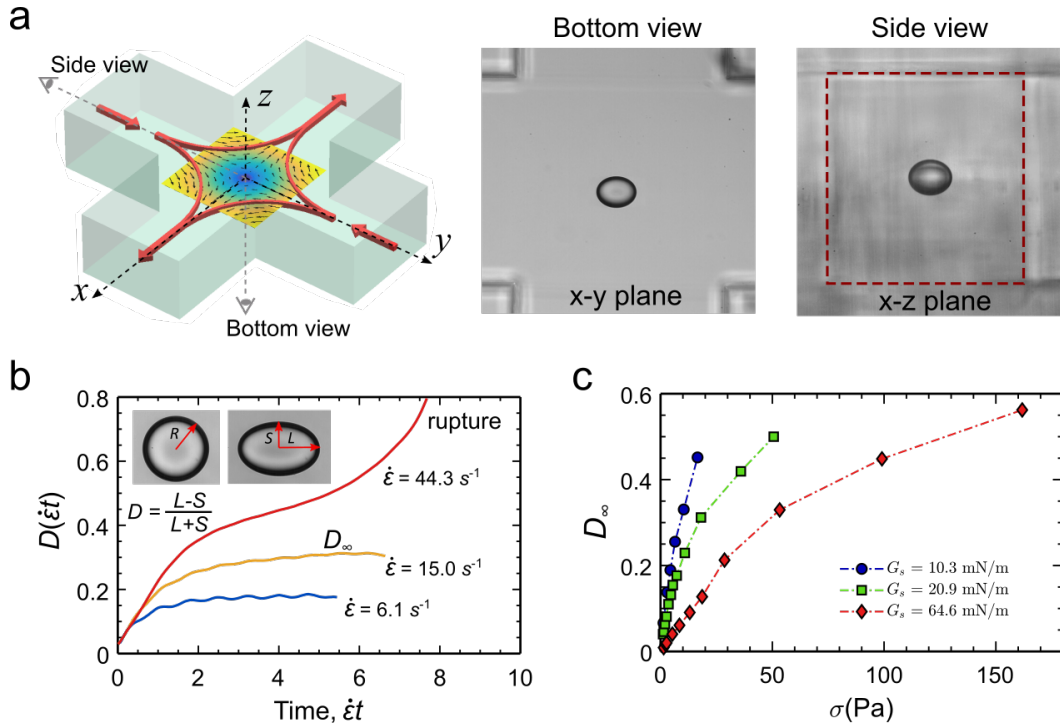 a
Side view
z
y
x
Bottom view
Bottom view
x-y plane
Side view
x-z plane
b
D(ε̇t)
0.8
0.6
0.4
0.2
0
0 2 4 6 8 10
Time, ε̇t
R
S L
D = L-S / L+S
rupture
ε̇ = 44.3 s⁻¹
D∞
ε̇ = 15.0 s⁻¹
ε̇ = 6.1 s⁻¹
c
D∞
0.6
0.4
0.2
0
0 50 100 150
σ(Pa)
Gₛ = 10.3 mN/m
Gₛ = 20.9 mN/m
Gₛ = 64.6 mN/m